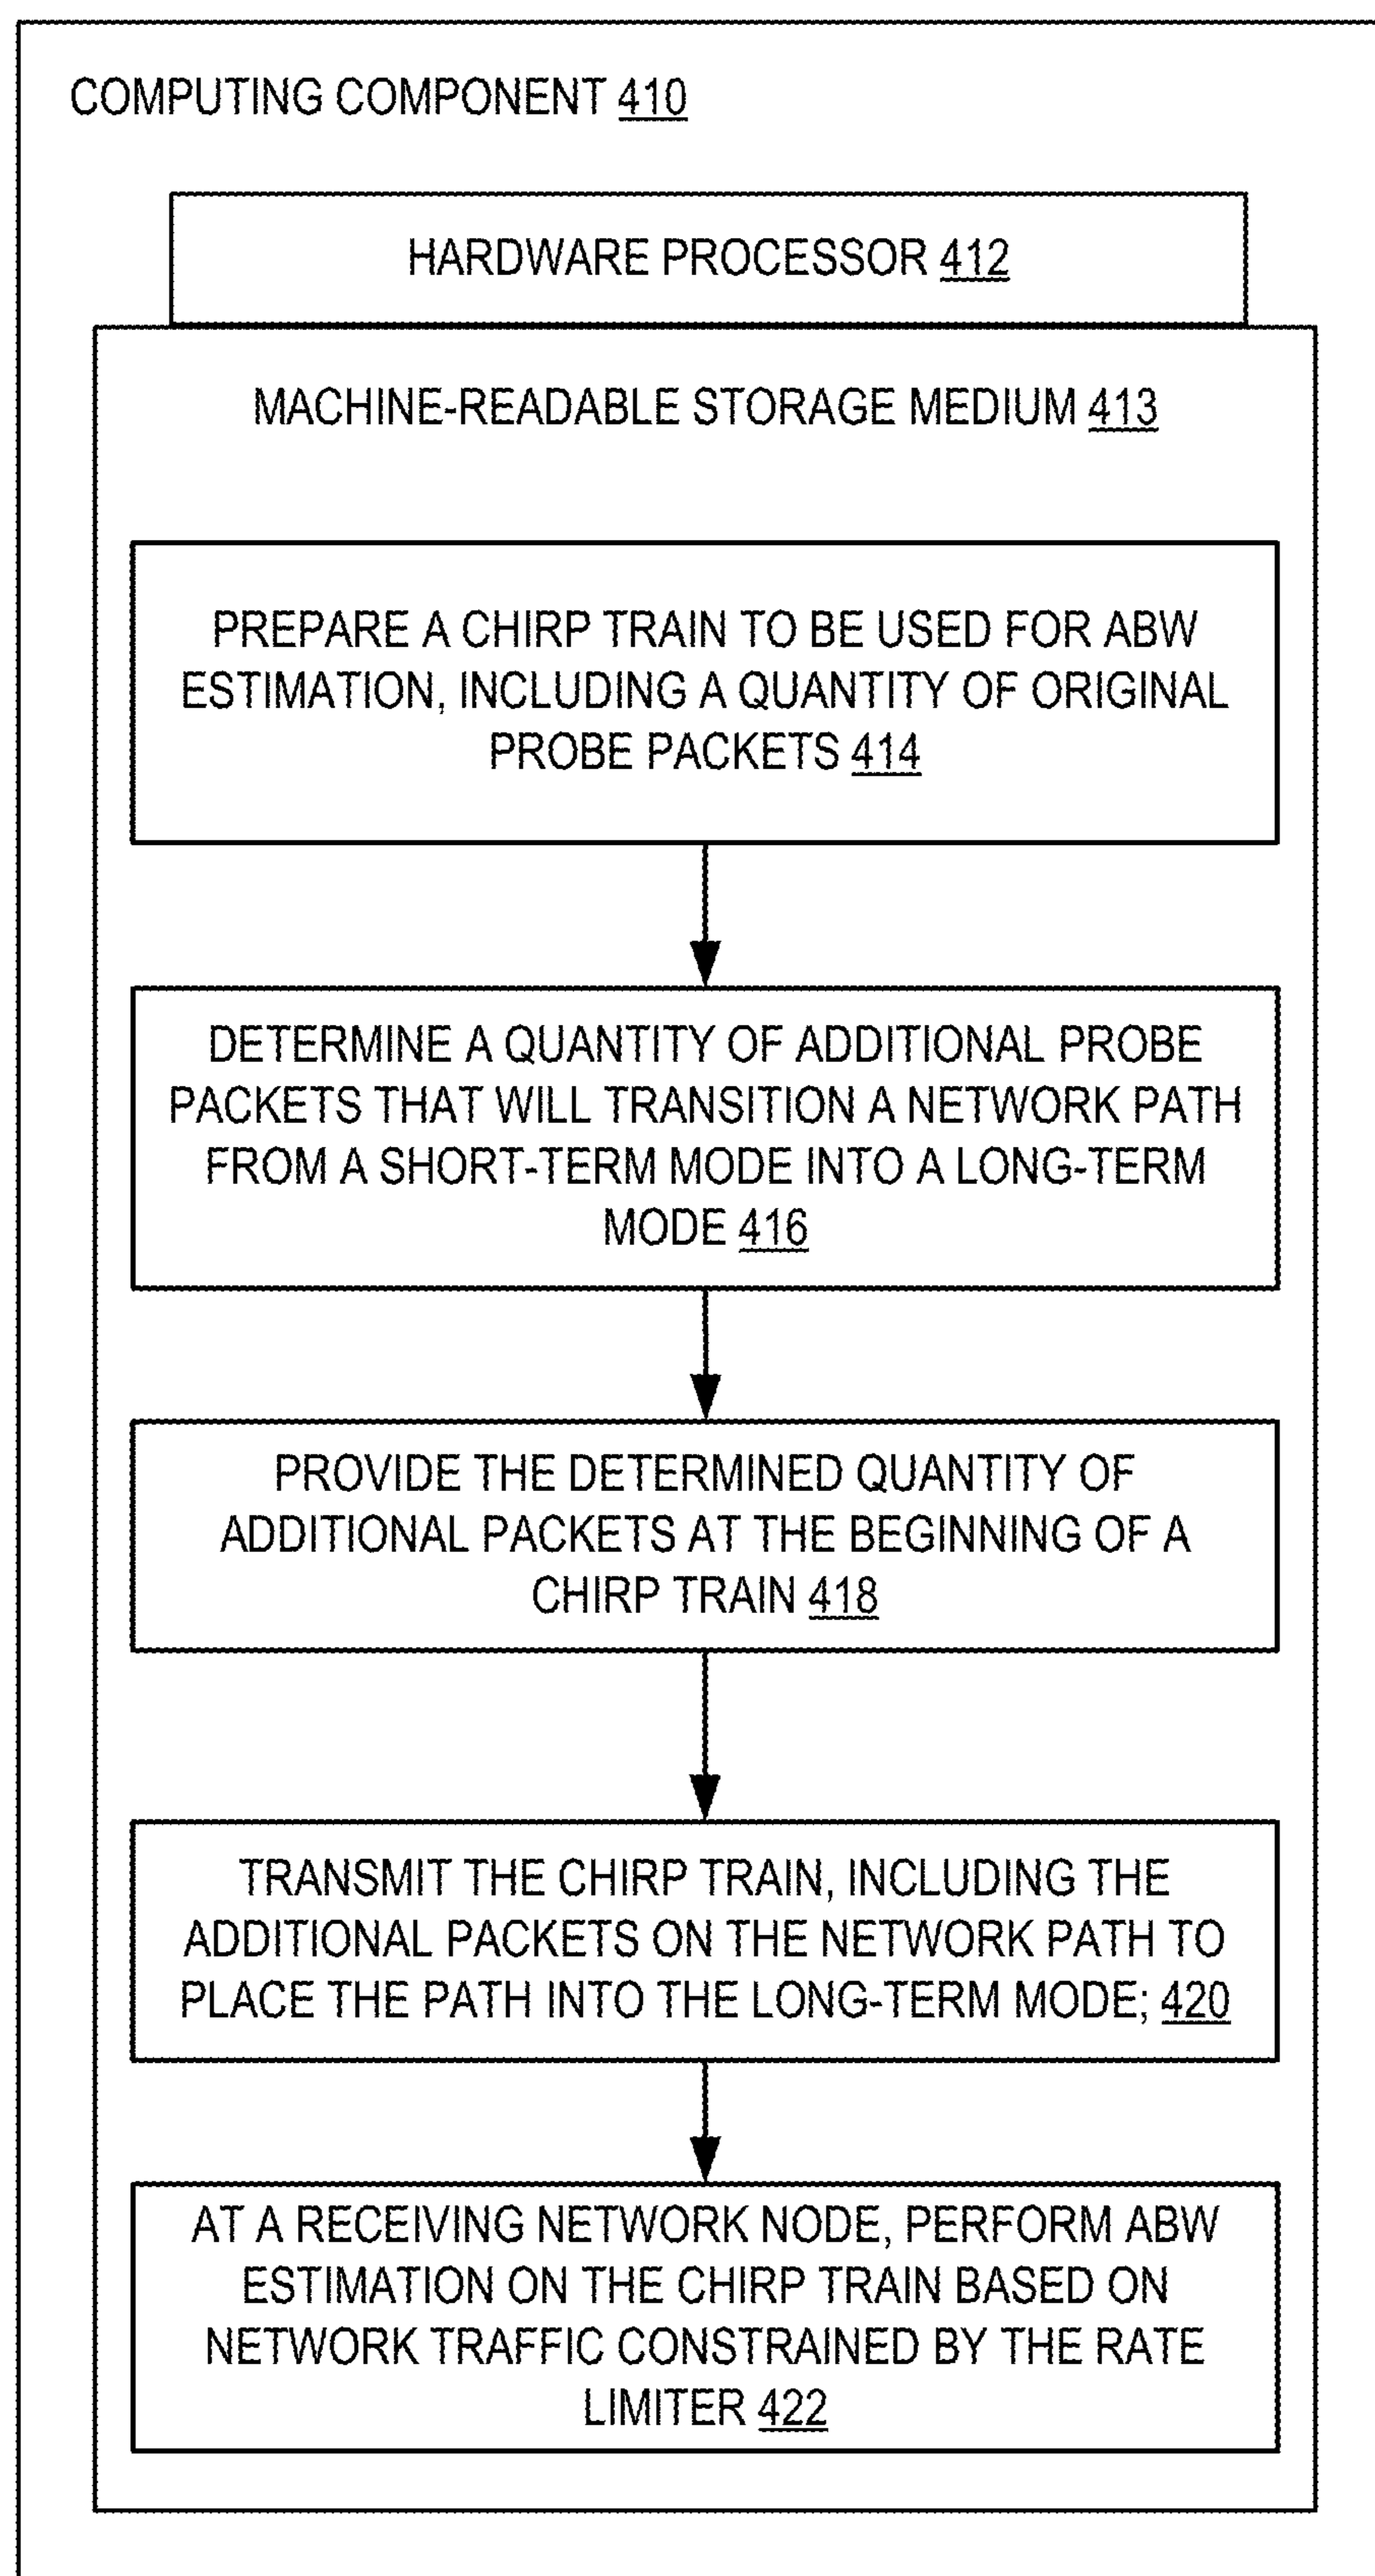 COMPUTING COMPONENT 410
HARDWARE PROCESSOR 412
MACHINE-READABLE STORAGE MEDIUM 413
PREPARE A CHIRP TRAIN TO BE USED FOR ABW
ESTIMATION, INCLUDING A QUANTITY OF ORIGINAL
PROBE PACKETS 414
DETERMINE A QUANTITY OF ADDITIONAL PROBE
PACKETS THAT WILL TRANSITION A NETWORK PATH
FROM A SHORT-TERM MODE INTO A LONG-TERM
MODE 416
PROVIDE THE DETERMINED QUANTITY OF
ADDITIONAL PACKETS AT THE BEGINNING OF A
CHIRP TRAIN 418
TRANSMIT THE CHIRP TRAIN, INCLUDING THE
ADDITIONAL PACKETS ON THE NETWORK PATH TO
PLACE THE PATH INTO THE LONG-TERM MODE; 420
AT A RECEIVING NETWORK NODE, PERFORM ABW
ESTIMATION ON THE CHIRP TRAIN BASED ON
NETWORK TRAFFIC CONSTRAINED BY THE RATE
LIMITER 422